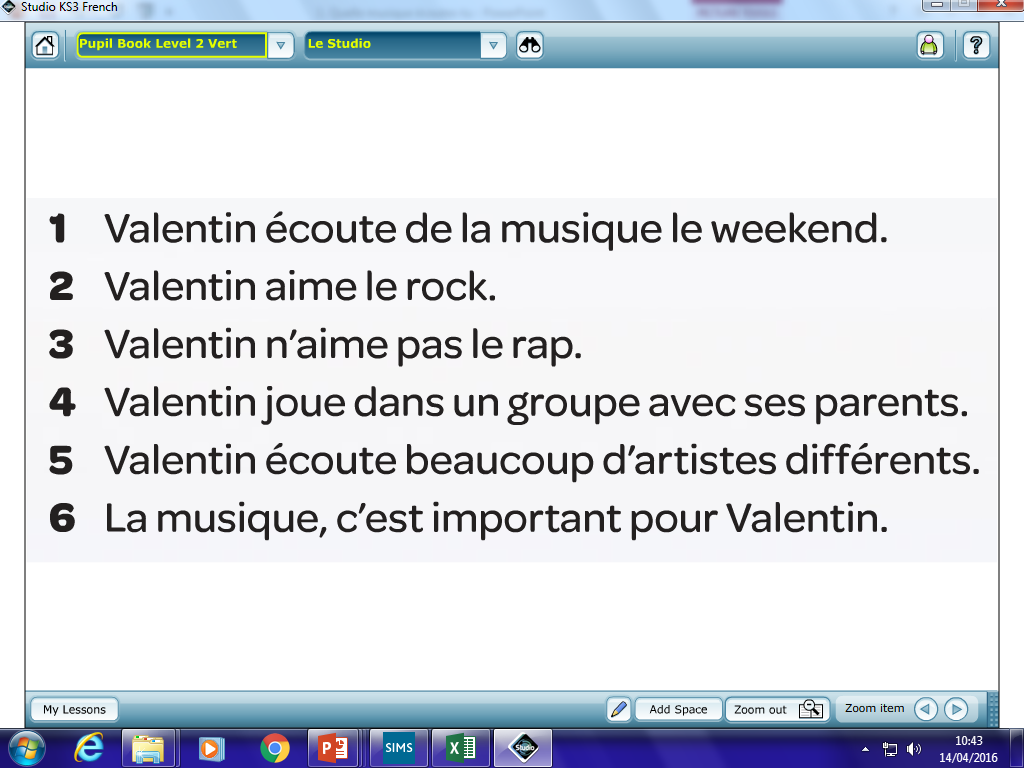 Studio KS3 French
Pupil Book Level 2 Vert
Le Studio
?
1 Valentin écoute de la musique le weekend.
2 Valentin aime le rock.
3 Valentin n'aime pas le rap.
4 Valentin joue dans un groupe avec ses parents.
5 Valentin écoute beaucoup d'artistes différents.
6 La musique, c'est important pour Valentin.
My Lessons
Add Space
Zoom out
Zoom item
SIMS
Studio
10:43
14/04/2016